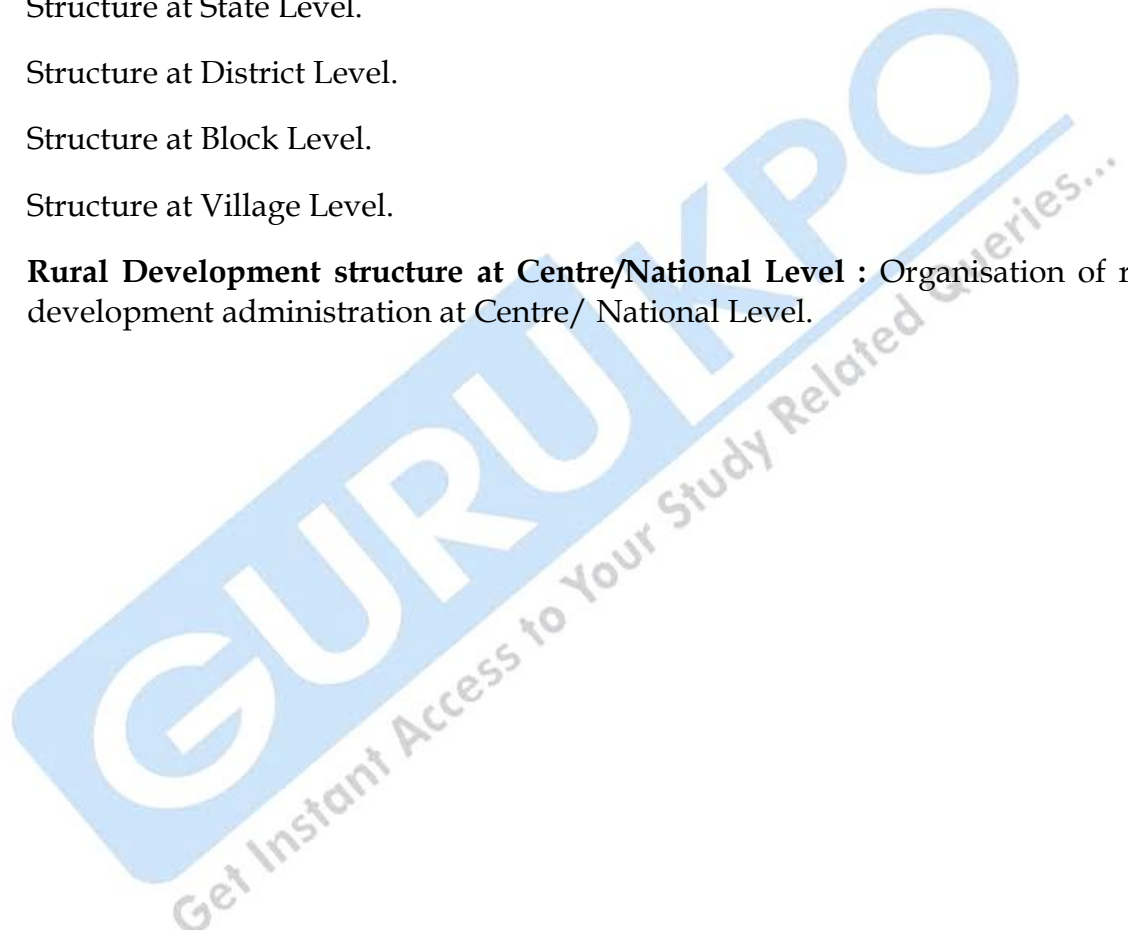 Structure at State Level.
Structure at District Level.
Structure at Block Level.
Structure at Village Level.
Rural Development structure at Centre/National Level : Organisation of
development administration at Centre/ National Level.
GURUKPO
Get Instant Access to Your Study Related Queries...